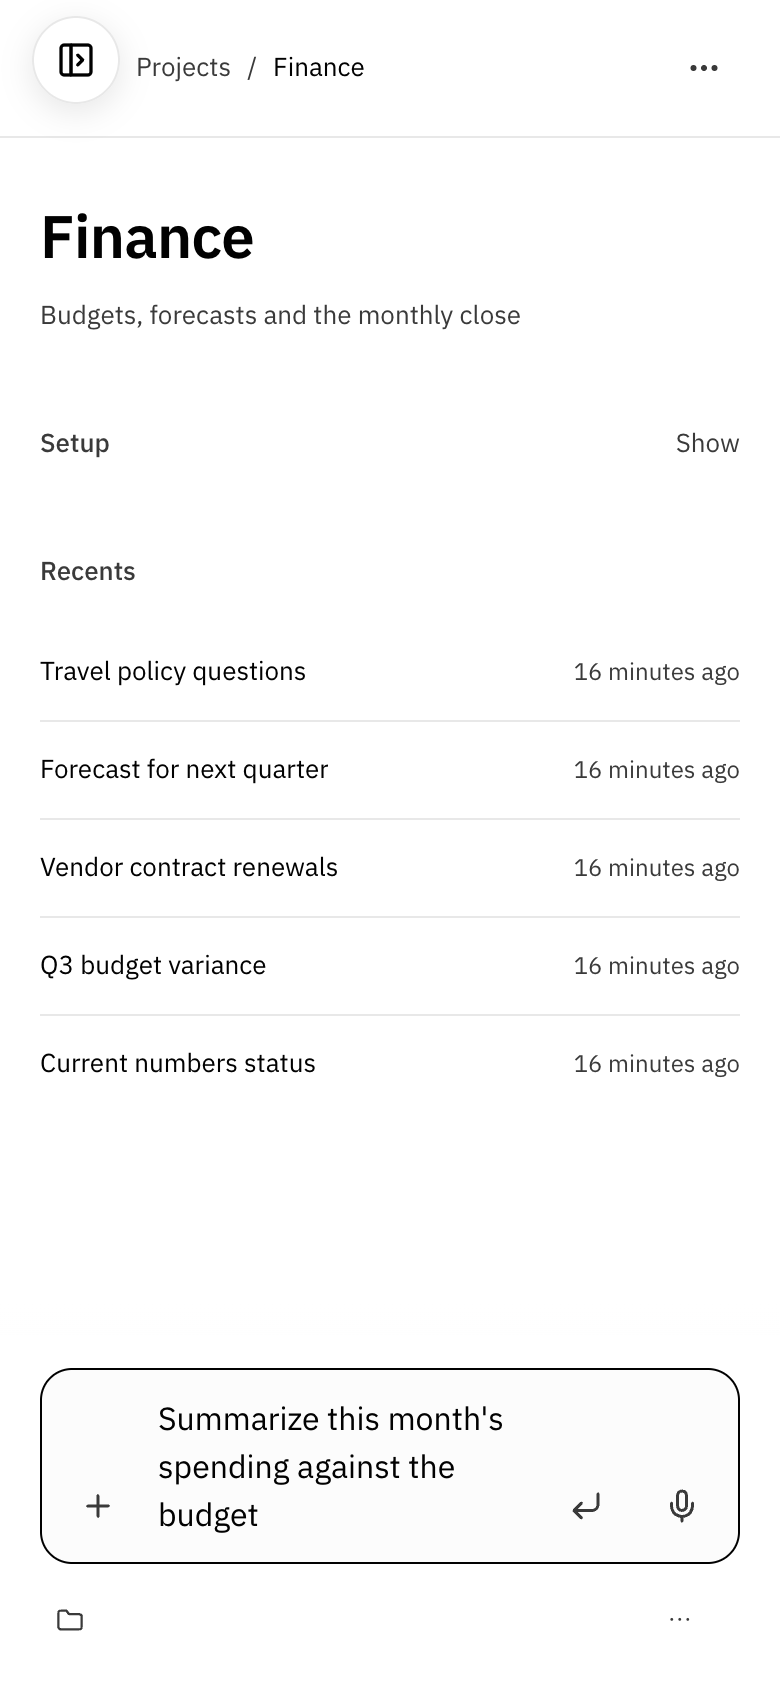 Projects / Finance
Finance
Budgets, forecasts and the monthly close
Setup Show
Recents
Travel policy questions 16 minutes ago
Forecast for next quarter 16 minutes ago
Vendor contract renewals 16 minutes ago
Q3 budget variance 16 minutes ago
Current numbers status 16 minutes ago
Summarize this month's
spending against the
budget